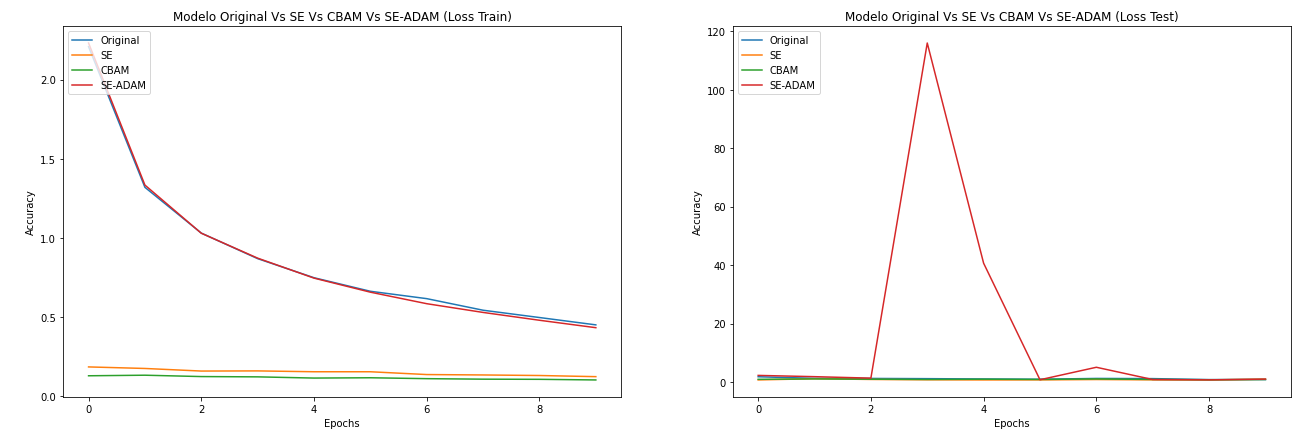 Modelo Original Vs SE Vs CBAM Vs SE-ADAM (Loss Train)
Original
SE
CBAM
SE-ADAM
Accuracy
2.0
1.5
1.0
0.5
0.0
0 2 4 6 8
Epochs
Modelo Original Vs SE Vs CBAM Vs SE-ADAM (Loss Test)
Original
SE
CBAM
SE-ADAM
Accuracy
120
100
80
60
40
20
0
0 2 4 6 8
Epochs